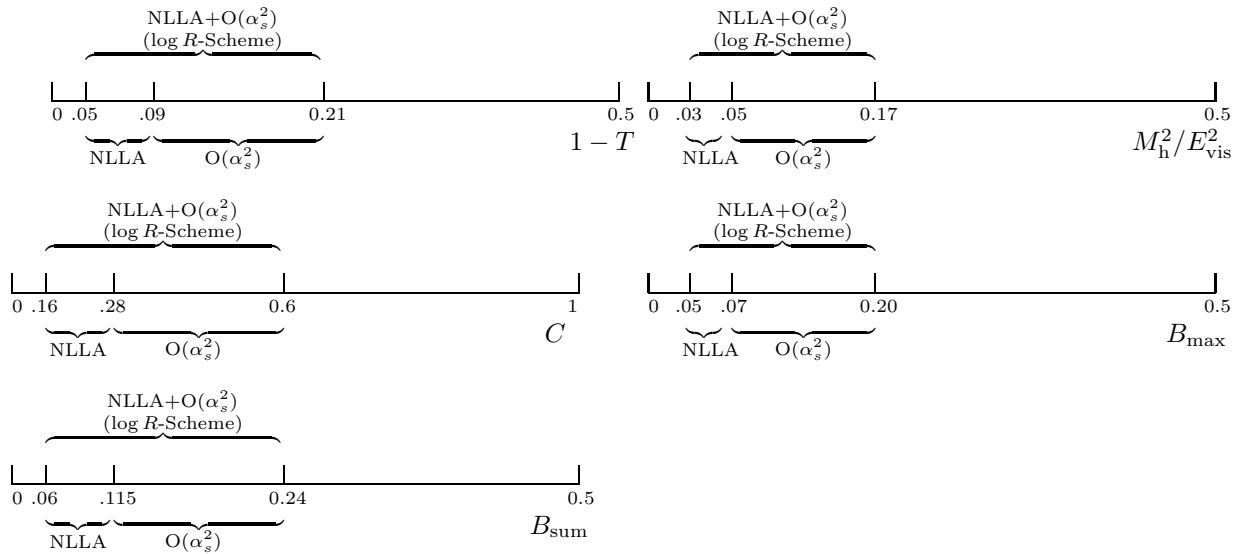 NLLA+O(α_s^2)
(log R-Scheme)
0 .05 .09 0.21 0.5
NLLA O(α_s^2)
1 − T
NLLA+O(α_s^2)
(log R-Scheme)
0 .03 .05 0.17 0.5
NLLA O(α_s^2)
M_h^2/E_vis^2
NLLA+O(α_s^2)
(log R-Scheme)
0 .16 .28 0.6 1
NLLA O(α_s^2)
C
NLLA+O(α_s^2)
(log R-Scheme)
0 .05 .07 0.20 0.5
NLLA O(α_s^2)
B_max
NLLA+O(α_s^2)
(log R-Scheme)
0 .06 .115 0.24 0.5
NLLA O(α_s^2)
B_sum